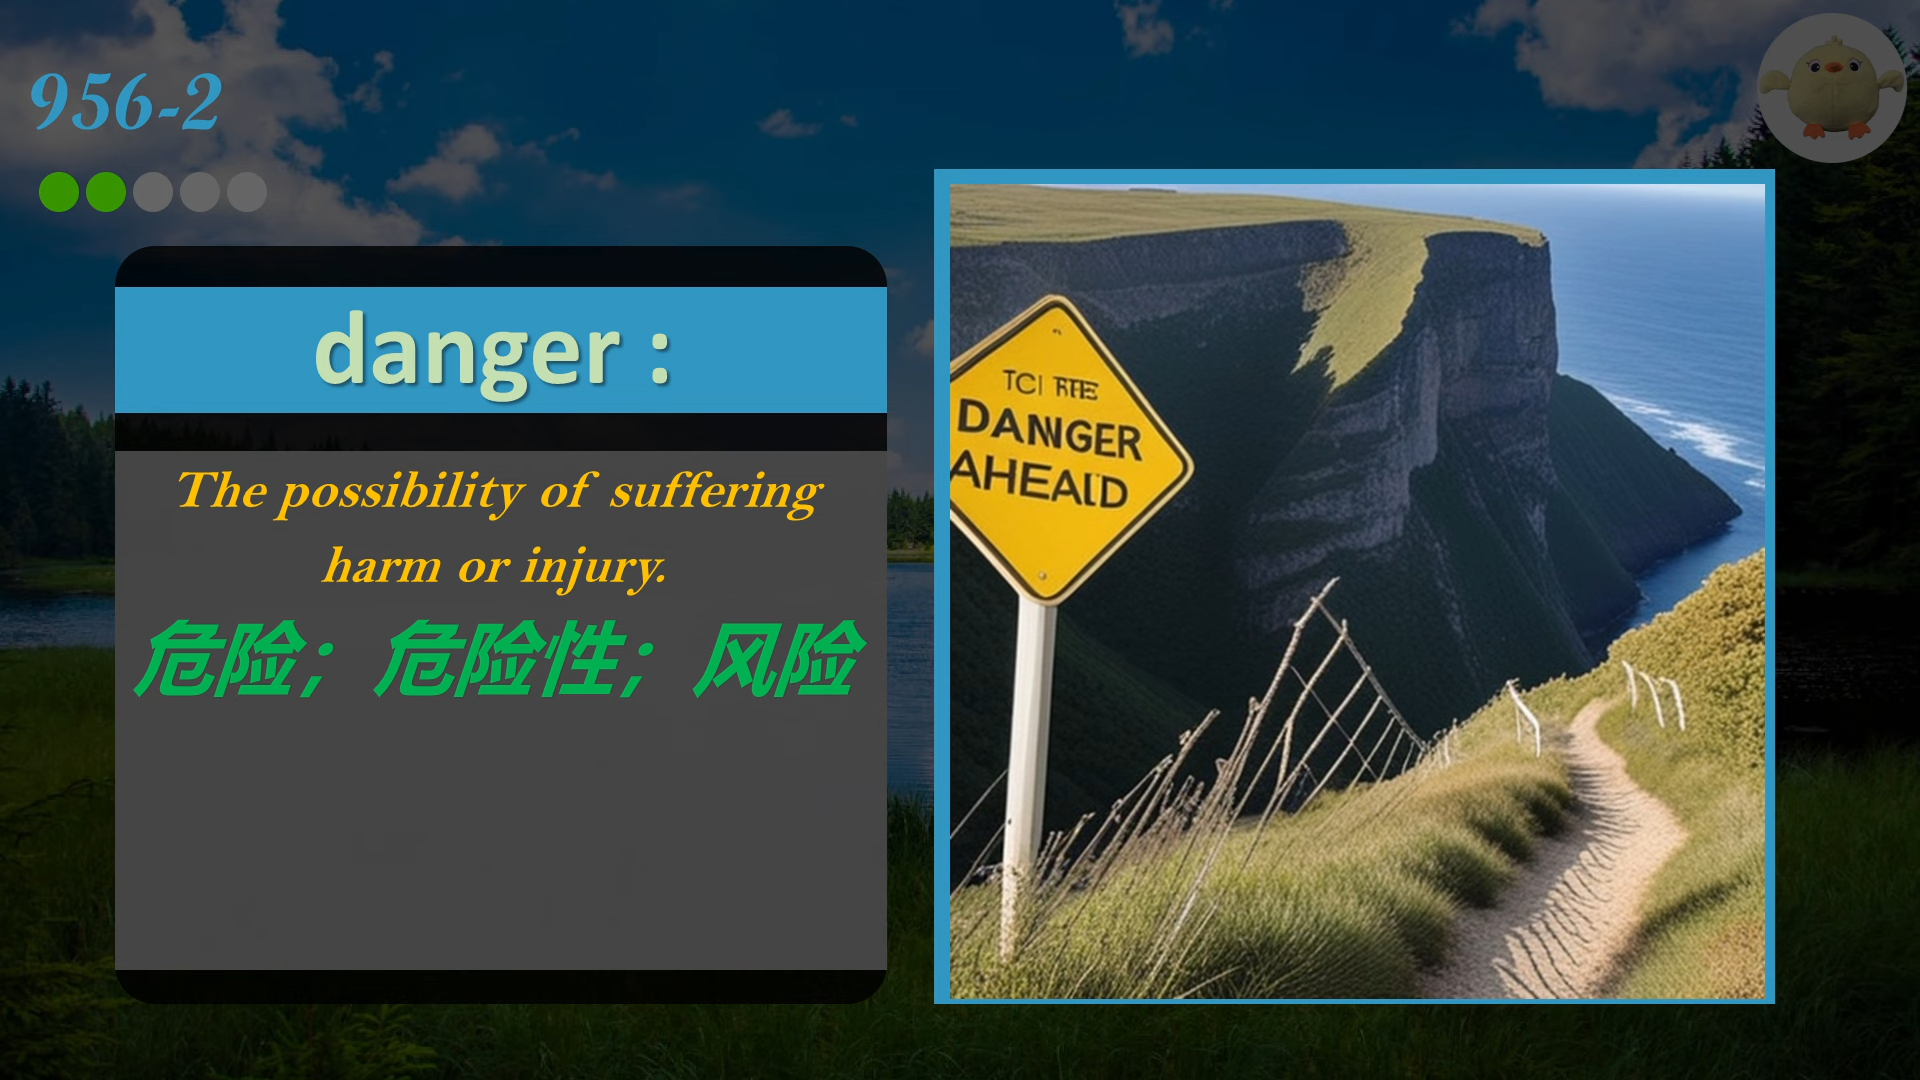 956-2
danger :
The possibility of suffering
harm or injury.
危险；危险性；风险
DANGER
AHEAD